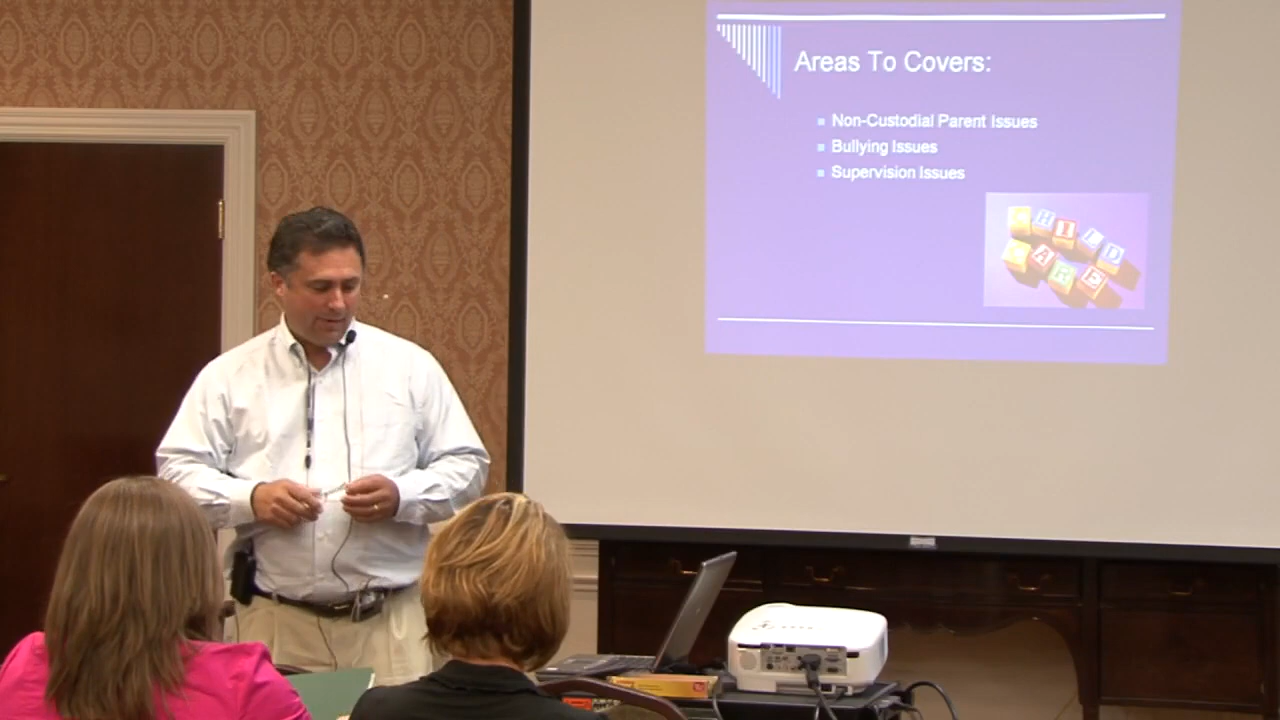 Areas To Covers:
Non-Custodial Parent Issues
Bullying Issues
Supervision Issues
CHILD
CARE